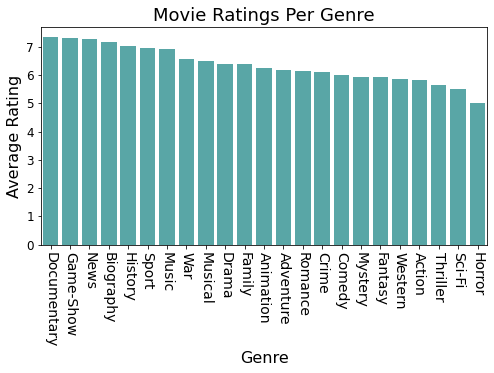 Movie Ratings Per Genre
Average Rating
7
6
5
4
3
2
1
0
Documentary
Game-Show
News
Biography
History
Sport
Music
War
Musical
Drama
Family
Animation
Adventure
Romance
Crime
Comedy
Mystery
Fantasy
Western
Action
Thriller
Sci-Fi
Horror
Genre